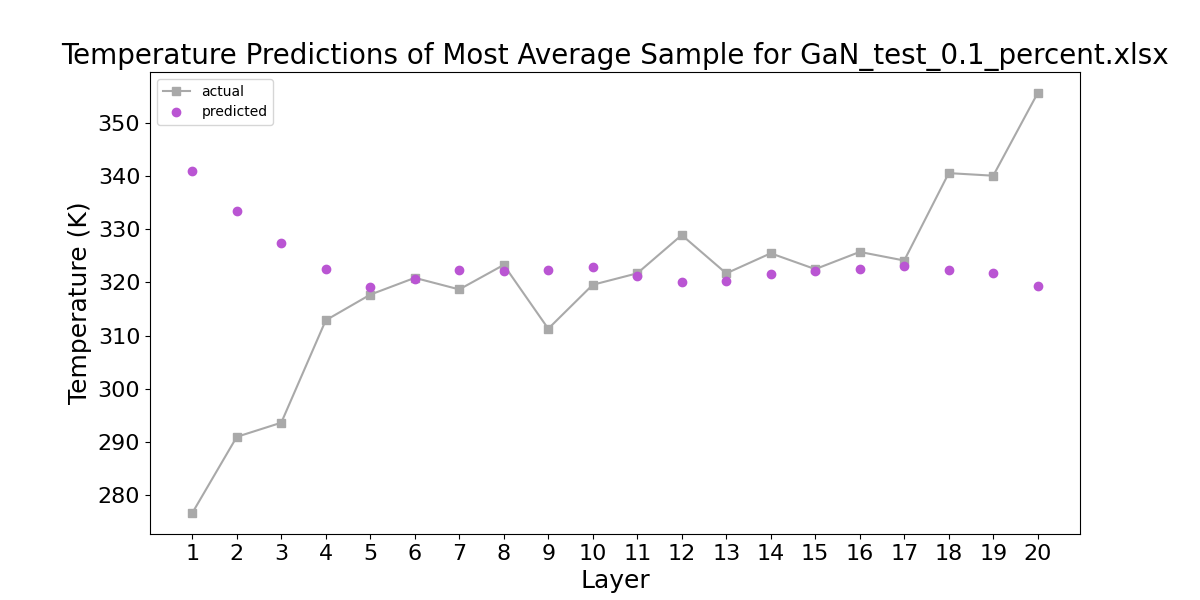 Temperature Predictions of Most Average Sample for GaN_test_0.1_percent.xlsx
actual
predicted
Temperature (K)
350
340
330
320
310
300
290
280
1 2 3 4 5 6 7 8 9 10 11 12 13 14 15 16 17 18 19 20
Layer